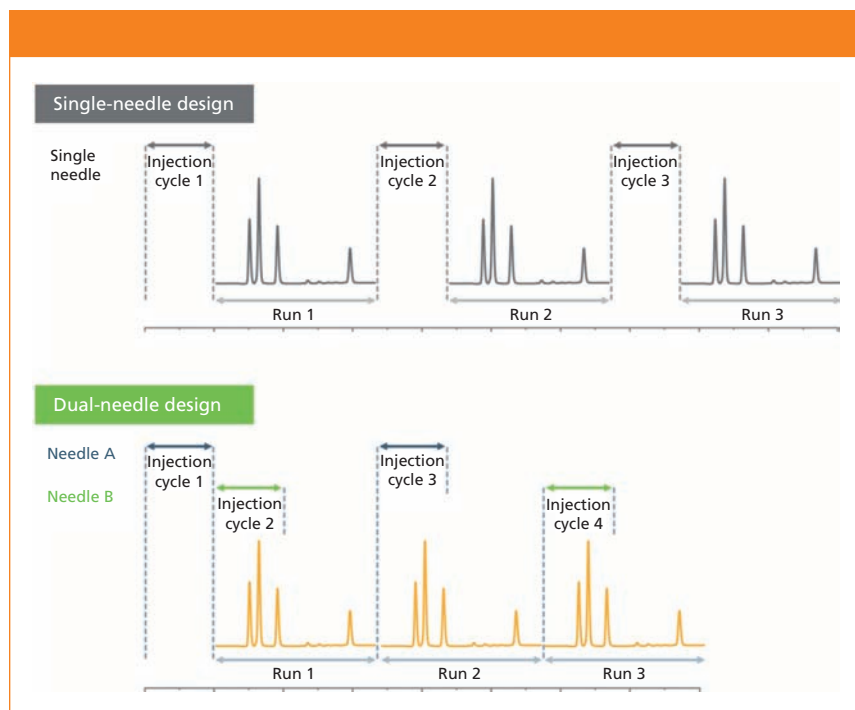 Single-needle design
Single
needle
Injection
cycle 1
Injection
cycle 2
Injection
cycle 3
Run 1
Run 2
Run 3
Dual-needle design
Needle A
Injection
cycle 1
Injection
cycle 3
Needle B
Injection
cycle 2
Injection
cycle 4
Run 1
Run 2
Run 3